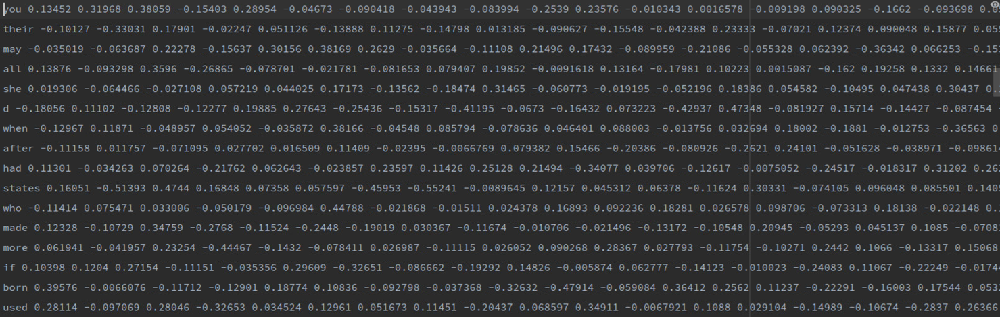 you 0.13452 0.31968 0.38059 -0.15403 0.28954 -0.04673 -0.090418 -0.043943 -0.083994 -0.2539 0.23576 -0.010343 0.0016578 -0.009198 0.090325 -0.1662 -0.093698
their -0.10127 -0.33031 0.17901 -0.02247 0.051126 -0.13888 0.11275 -0.14798 0.013185 -0.090627 -0.15548 -0.042388 0.23333 -0.07021 0.12374 0.090048 0.15877 0.05
may -0.035019 -0.063687 0.22278 -0.15637 0.30156 0.38169 0.2629 -0.035664 -0.11108 0.21496 0.17432 -0.089959 -0.21086 -0.055328 0.062392 -0.36342 0.066253 -0.15
all 0.13876 -0.093298 0.3596 -0.26865 -0.078701 -0.021781 -0.081653 0.079407 0.19852 -0.0091618 0.13164 -0.17981 0.10223 0.0015087 -0.162 0.19258 0.1332 0.14661
she 0.019306 -0.064466 -0.027108 0.057219 0.044025 0.17173 -0.13562 -0.18474 0.31465 -0.060773 -0.019195 -0.052196 0.18386 0.054582 -0.10495 0.047438 0.30437 0.
d -0.18056 0.11102 -0.12808 -0.12277 0.19885 0.27643 -0.25436 -0.15317 -0.41195 -0.0673 -0.16432 0.073223 -0.42937 0.47348 -0.081927 0.15714 -0.14427 -0.087454 -
when -0.12967 0.11871 -0.048957 0.054052 -0.035872 0.38166 -0.04548 0.085794 -0.078636 0.046401 0.088003 -0.013756 0.032694 0.18002 -0.1881 -0.012753 -0.36563 0
after -0.11158 0.011757 -0.071095 0.027702 0.016509 0.11409 -0.02395 -0.0066769 0.079382 0.15466 -0.20386 -0.080926 -0.2621 0.24101 -0.051628 -0.038971 -0.09861
had 0.11301 -0.034263 0.070264 -0.21762 0.062643 -0.023857 0.23597 0.11426 0.25128 0.21494 -0.34077 0.039706 -0.12617 -0.0075052 -0.24517 -0.018317 0.31202 0.26
states 0.16051 -0.51393 0.4744 0.16848 0.07358 0.057597 -0.45953 -0.55241 -0.0089645 0.12157 0.045312 0.06378 -0.11624 0.30331 -0.074105 0.096048 0.085501 0.140
who -0.11414 0.075471 0.033006 -0.050179 -0.096984 0.44788 -0.021868 -0.01511 0.024378 0.16893 0.092236 0.18281 0.026578 0.098706 -0.073313 0.18138 -0.022148 0.
made 0.12328 -0.10729 0.34759 -0.2768 -0.11524 -0.2448 -0.19019 0.030367 -0.11674 -0.010706 -0.021496 -0.13172 -0.10548 0.20945 -0.05293 0.045137 0.1085 -0.0708
more 0.061941 -0.041957 0.23254 -0.44467 -0.1432 -0.078411 0.026987 -0.11115 0.026052 0.090268 0.28367 0.027793 -0.11754 -0.10271 0.2442 0.1066 -0.13317 0.15068
if 0.10398 0.1204 0.27154 -0.11151 -0.035356 0.29609 -0.32651 -0.086662 -0.19292 0.14826 -0.005874 0.062777 -0.14123 -0.010023 -0.24083 0.11067 -0.22249 -0.0174
born 0.39576 -0.0066076 -0.11712 -0.12901 0.18774 0.10836 -0.092798 -0.037368 -0.32632 -0.47914 -0.059084 0.36412 0.2562 0.11237 -0.22291 -0.16003 0.17544 0.053
used 0.28114 -0.097069 0.28046 -0.32653 0.034524 0.12961 0.051673 0.11451 -0.20437 0.068597 0.34911 -0.0067921 0.1088 0.029104 -0.14989 -0.10674 -0.2837 0.26366